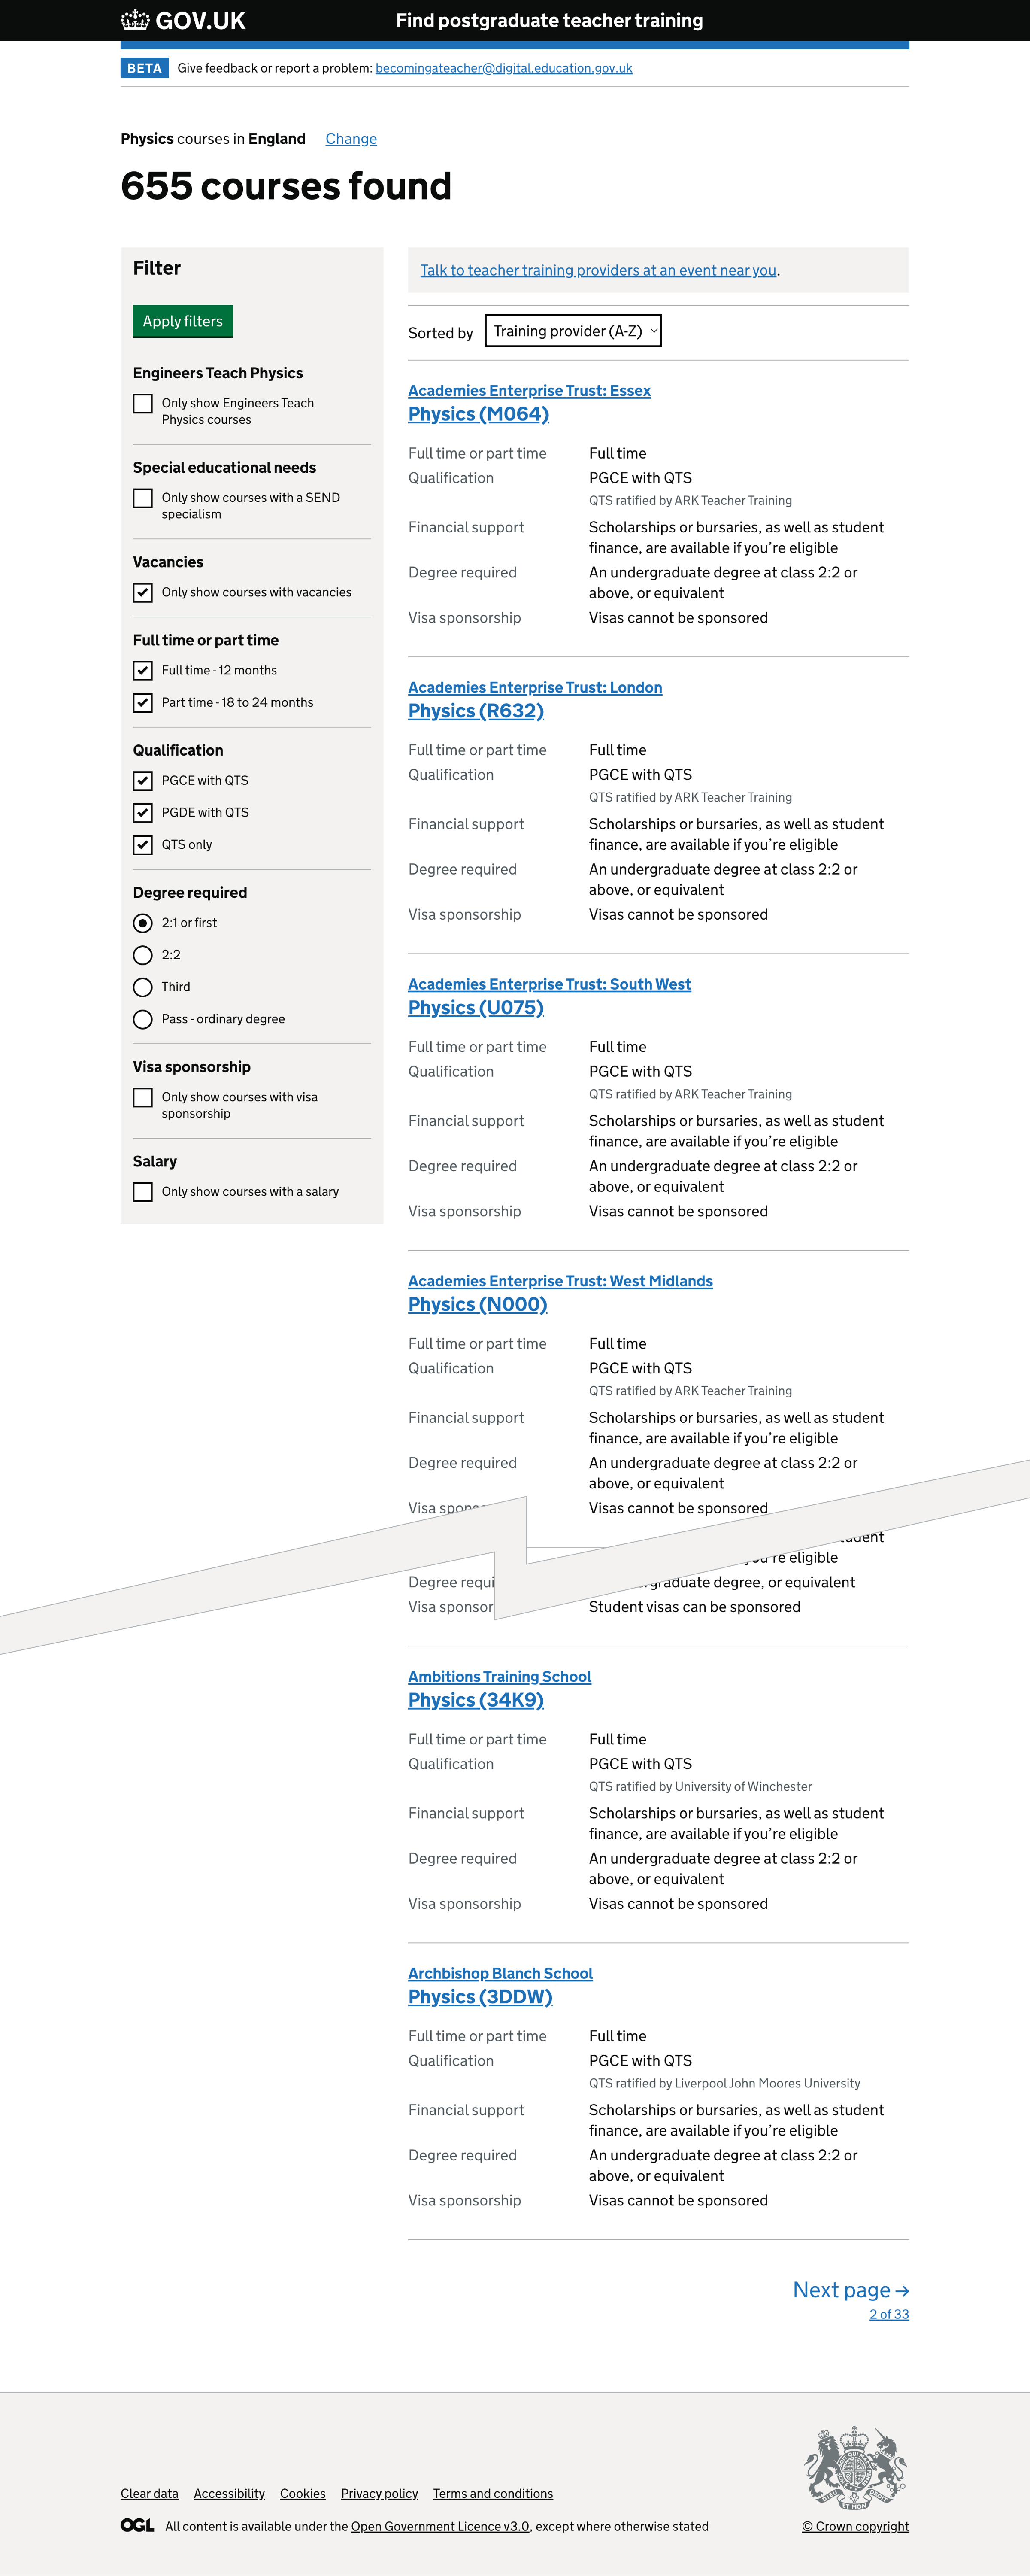 GOV.UK
Find postgraduate teacher training
BETA
Give feedback or report a problem: becomingateacher@digital.education.gov.uk
Physics courses in England Change
655 courses found
Filter
Apply filters
Engineers Teach Physics
Only show Engineers Teach
Physics courses
Special educational needs
Only show courses with a SEND
specialism
Vacancies
Only show courses with vacancies
Full time or part time
Full time - 12 months
Part time - 18 to 24 months
Qualification
PGCE with QTS
PGDE with QTS
QTS only
Degree required
2:1 or first
2:2
Third
Pass - ordinary degree
Visa sponsorship
Only show courses with visa
sponsorship
Salary
Only show courses with a salary
Talk to teacher training providers at an event near you.
Sorted by Training provider (A-Z)
Academies Enterprise Trust: Essex
Physics (M064)
Full time or part time Full time
Qualification PGCE with QTS
QTS ratified by ARK Teacher Training
Financial support Scholarships or bursaries, as well as student
finance, are available if you’re eligible
Degree required An undergraduate degree at class 2:2 or
above, or equivalent
Visa sponsorship Visas cannot be sponsored
Academies Enterprise Trust: London
Physics (R632)
Full time or part time Full time
Qualification PGCE with QTS
QTS ratified by ARK Teacher Training
Financial support Scholarships or bursaries, as well as student
finance, are available if you’re eligible
Degree required An undergraduate degree at class 2:2 or
above, or equivalent
Visa sponsorship Visas cannot be sponsored
Academies Enterprise Trust: South West
Physics (U075)
Full time or part time Full time
Qualification PGCE with QTS
QTS ratified by ARK Teacher Training
Financial support Scholarships or bursaries, as well as student
finance, are available if you’re eligible
Degree required An undergraduate degree at class 2:2 or
above, or equivalent
Visa sponsorship Visas cannot be sponsored
Academies Enterprise Trust: West Midlands
Physics (N000)
Full time or part time Full time
Qualification PGCE with QTS
QTS ratified by ARK Teacher Training
Financial support Scholarships or bursaries, as well as student
finance, are available if you’re eligible
Degree required An undergraduate degree at class 2:2 or
above, or equivalent
Visa Visas cannot be sponsored
you’re eligible
Degree degree, or equivalent
Visa Student visas can be sponsored
Ambitions Training School
Physics (34K9)
Full time or part time Full time
Qualification PGCE with QTS
QTS ratified by University of Winchester
Financial support Scholarships or bursaries, as well as student
finance, are available if you’re eligible
Degree required An undergraduate degree at class 2:2 or
above, or equivalent
Visa sponsorship Visas cannot be sponsored
Archbishop Blanch School
Physics (3DDW)
Full time or part time Full time
Qualification PGCE with QTS
QTS ratified by Liverpool John Moores University
Financial support Scholarships or bursaries, as well as student
finance, are available if you’re eligible
Degree required An undergraduate degree at class 2:2 or
above, or equivalent
Visa sponsorship Visas cannot be sponsored
Next page →
2 of 33
Clear data Accessibility Cookies Privacy policy Terms and conditions
OGL All content is available under the Open Government Licence v3.0, except where otherwise stated
© Crown copyright